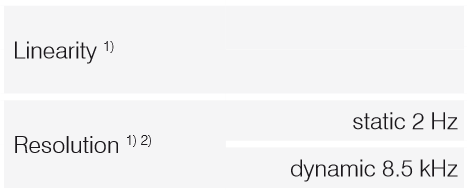 Linearity 1)
static 2 Hz
Resolution 1) 2)
dynamic 8.5 kHz